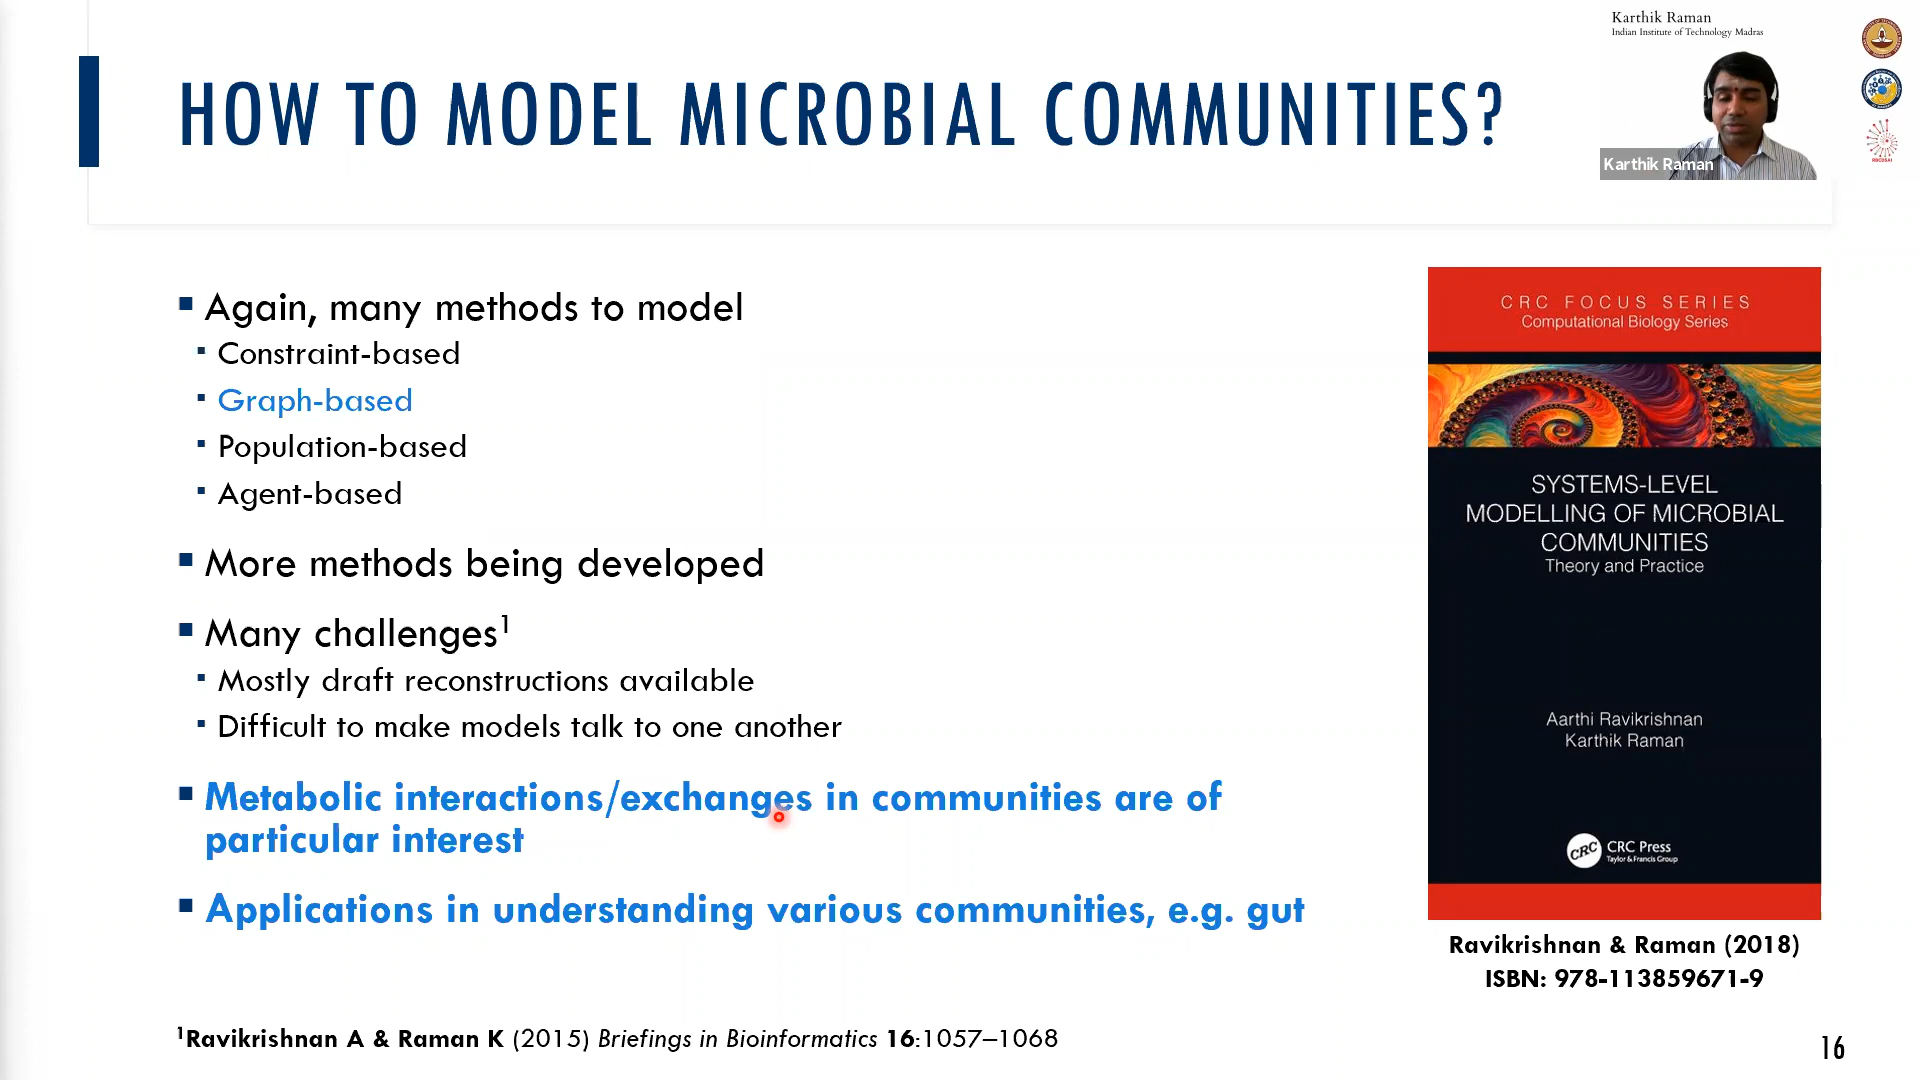 Karthik Raman
Indian Institute of Technology Madras
HOW TO MODEL MICROBIAL COMMUNITIES?
Karthik Raman
RBCDSAI
Again, many methods to model
Constraint-based
Graph-based
Population-based
Agent-based
More methods being developed
Many challenges¹
Mostly draft reconstructions available
Difficult to make models talk to one another
Metabolic interactions/exchanges in communities are of
particular interest
Applications in understanding various communities, e.g. gut
CRC FOCUS SERIES
Computational Biology Series
SYSTEMS-LEVEL
MODELLING OF MICROBIAL
COMMUNITIES
Theory and Practice
Aarthi Ravikrishnan
Karthik Raman
CRC
CRC Press
Taylor & Francis Group
Ravikrishnan & Raman (2018)
ISBN: 978-113859671-9
¹Ravikrishnan A & Raman K (2015) Briefings in Bioinformatics 16:1057–1068
16